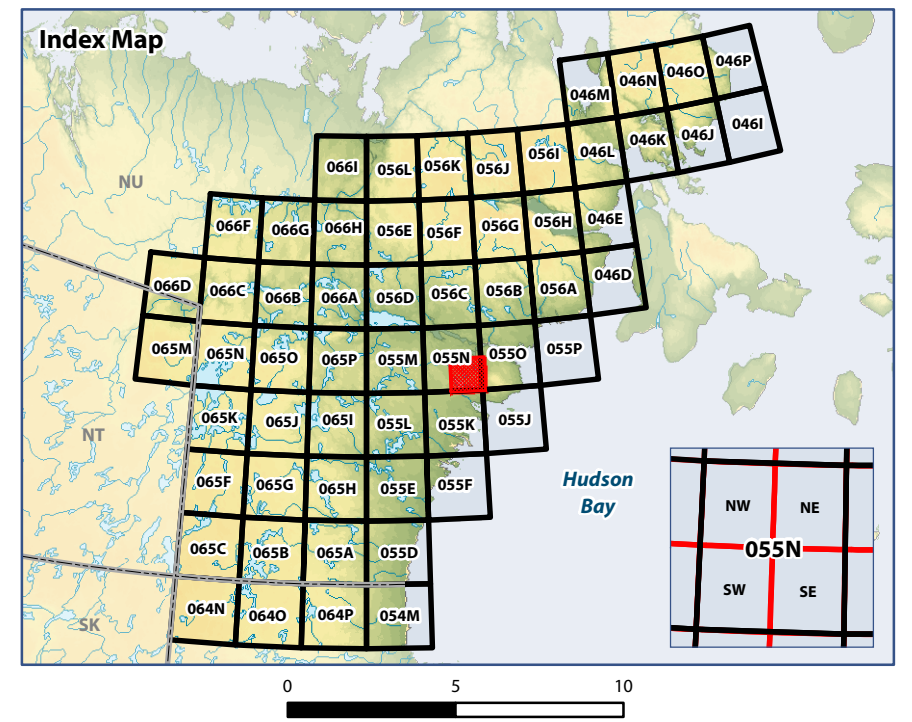 Index Map
046M 046N 046O 046P
046K 046J 046I
066I 056L 056K 056J 056I 046L
NU
066F 066G 066H 056E 056F 056G 056H 046E
066D 066C 066B 066A 056D 056C 056B 056A 046D
065M 065N 065O 065P 055M 055N 055O 055P
065K 065J 065I 055L 055K 055J
NT
065F 065G 065H 055E 055F
Hudson
Bay
065C 065B 065A 055D
064N 064O 064P 054M
SK
NW NE
055N
SW SE
0 5 10